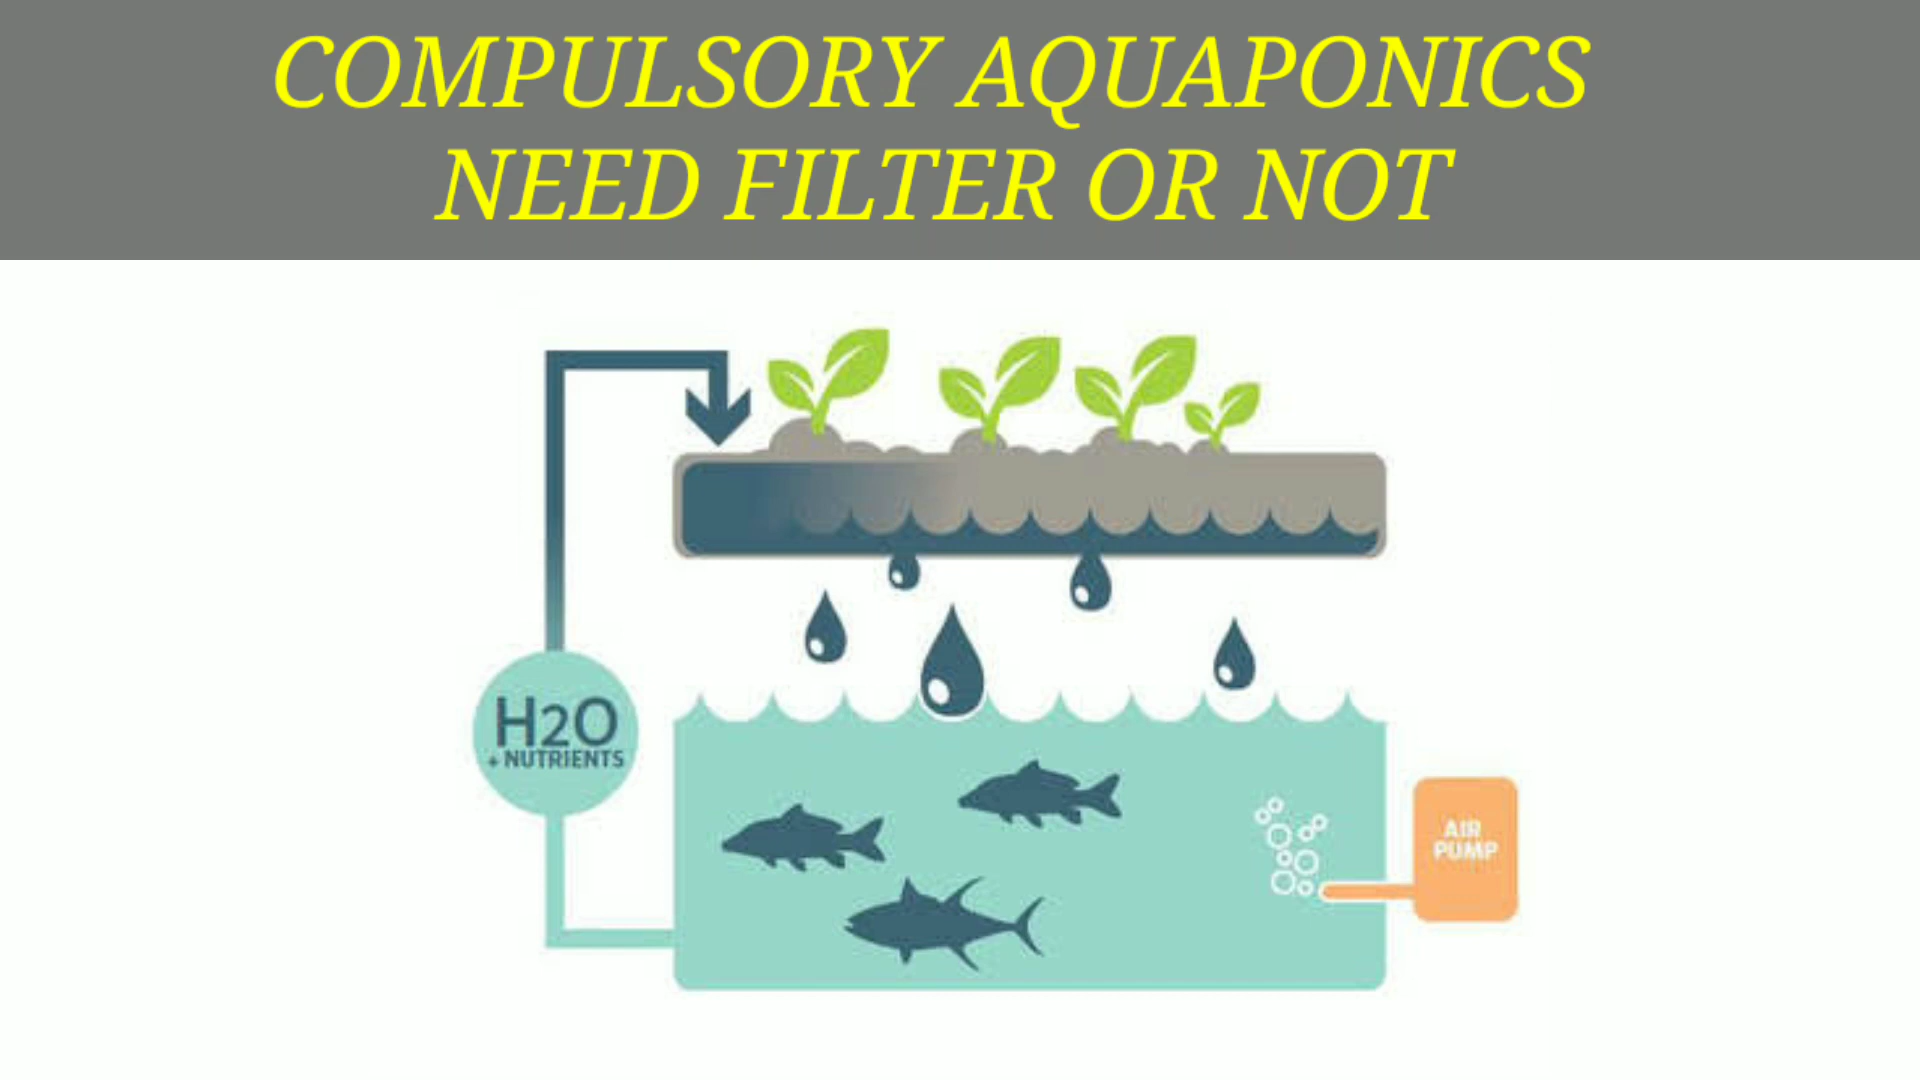 COMPULSORY AQUAPONICS
NEED FILTER OR NOT
H2O
+ NUTRIENTS
AIR
PUMP